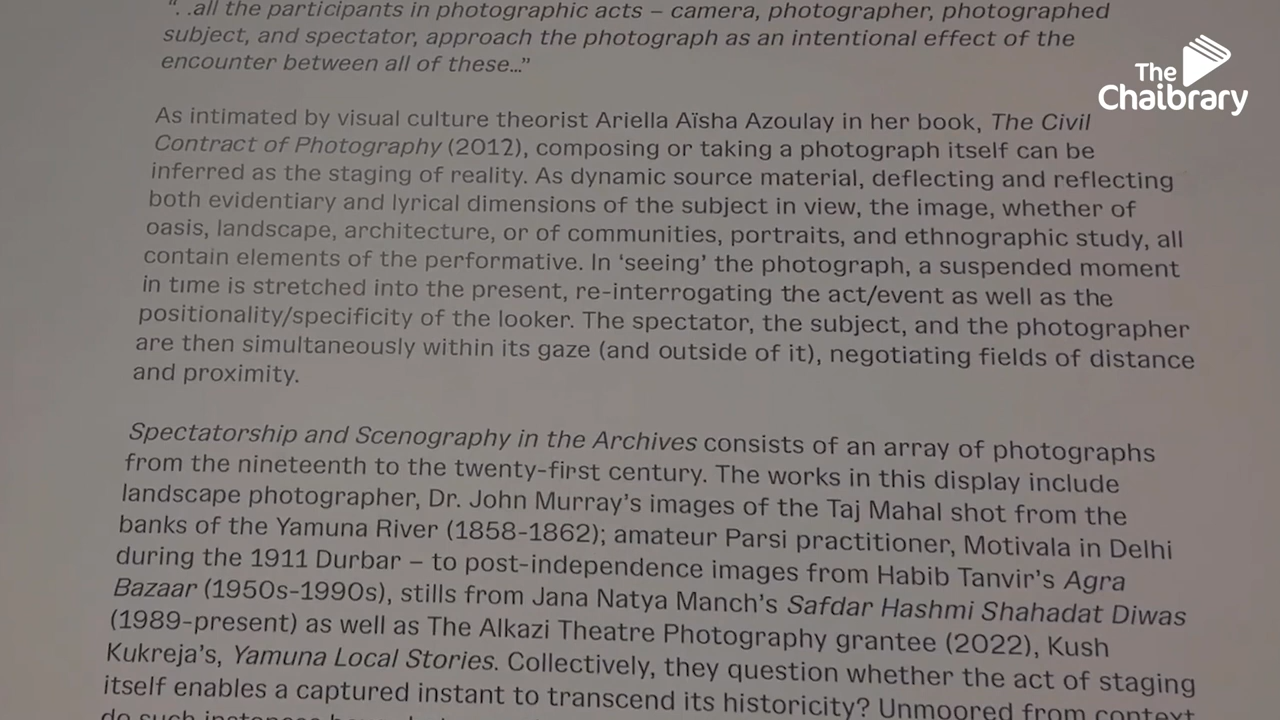 “. .all the participants in photographic acts – camera, photographer, photographed
subject, and spectator, approach the photograph as an intentional effect of the
encounter between all of these...”
The
Chaibrary
As intimated by visual culture theorist Ariella Aïsha Azoulay in her book, The Civil
Contract of Photography (2012), composing or taking a photograph itself can be
inferred as the staging of reality. As dynamic source material, deflecting and reflecting
both evidentiary and lyrical dimensions of the subject in view, the image, whether of
oasis, landscape, architecture, or of communities, portraits, and ethnographic study, all
contain elements of the performative. In ‘seeing’ the photograph, a suspended moment
in time is stretched into the present, re-interrogating the act/event as well as the
positionality/specificity of the looker. The spectator, the subject, and the photographer
are then simultaneously within its gaze (and outside of it), negotiating fields of distance
and proximity.
Spectatorship and Scenography in the Archives consists of an array of photographs
from the nineteenth to the twenty-first century. The works in this display include
landscape photographer, Dr. John Murray’s images of the Taj Mahal shot from the
banks of the Yamuna River (1858-1862); amateur Parsi practitioner, Motivala in Delhi
during the 1911 Durbar – to post-independence images from Habib Tanvir’s Agra
Bazaar (1950s-1990s), stills from Jana Natya Manch’s Safdar Hashmi Shahadat Diwas
(1989-present) as well as The Alkazi Theatre Photography grantee (2022), Kush
Kukreja’s, Yamuna Local Stories. Collectively, they question whether the act of staging
itself enables a captured instant to transcend its historicity? Unmoored from context
do such instances